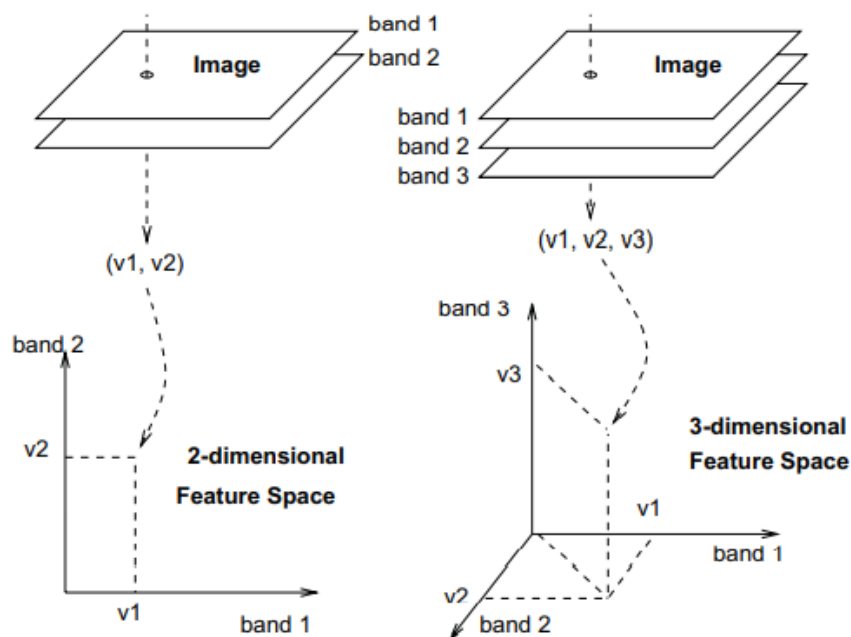 band 1
Image
band 2
(v1, v2)
band 2
v2
2-dimensional
Feature Space
v1
band 1
Image
band 1
band 2
band 3
(v1, v2, v3)
band 3
v3
3-dimensional
Feature Space
v1
band 1
v2
band 2